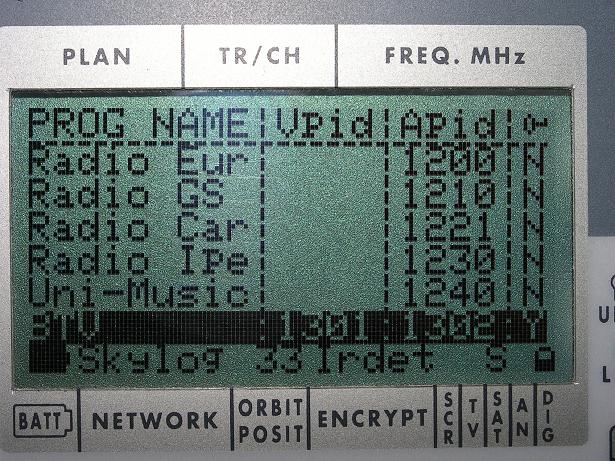 PLAN TR/CH FREQ. MHz
PROG NAME Vpid Apid
Radio Eur 1200 N
Radio GS 1210 N
Radio Car 1221 N
Radio IPe 1230 N
Uni-Music 1240 N
STV 1301 1302 Y
Skylog 33 Irdet S
BATT NETWORK ORBIT POSIT ENCRYPT SCR TV SAT AN DIG
U
L